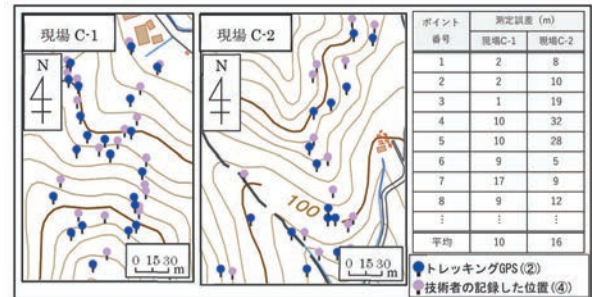 現場 C-1
N
0 15 30
m
現場 C-2
N
100
0 15 30
m
ポイント番号 測定誤差(m)
現場C-1 現場C-2
1 2 8
2 2 10
3 1 19
4 10 32
5 10 28
6 9 5
7 17 9
8 9 12
⋮ ⋮ ⋮
平均 10 16
トレッキングGPS(②)
技術者の記録した位置(④)